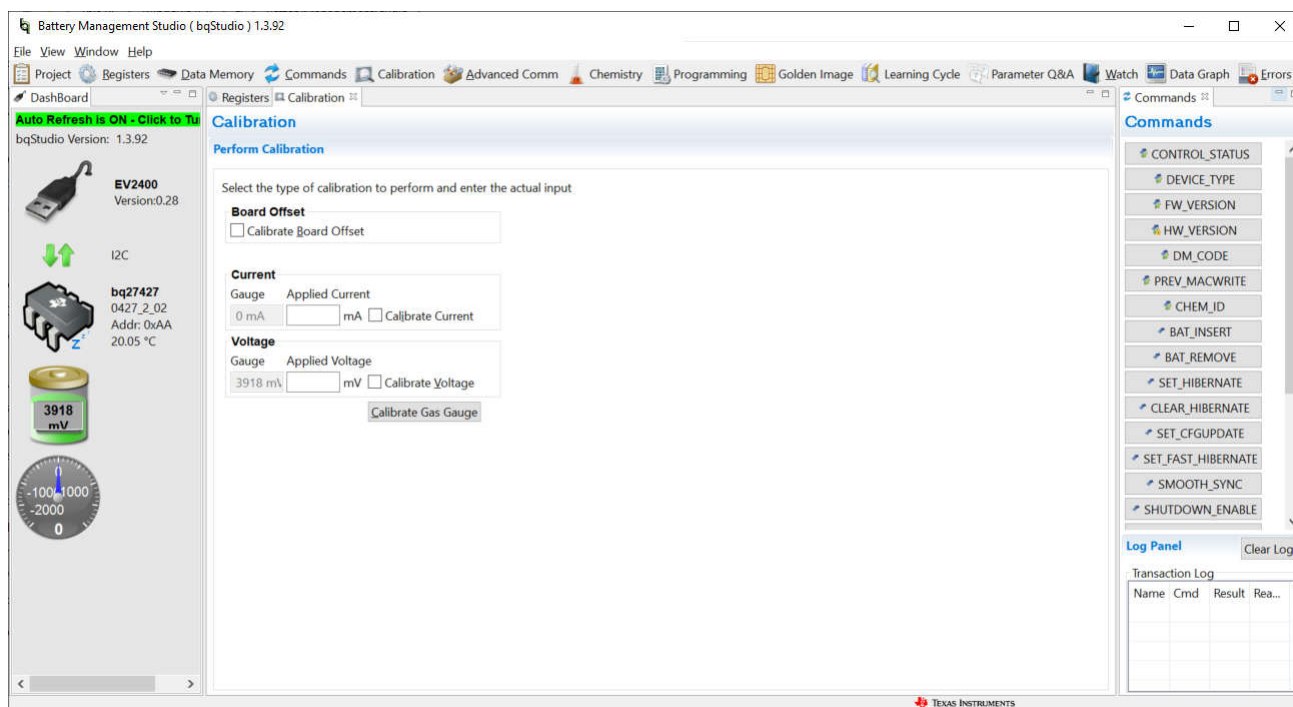 Battery Management Studio ( bqStudio ) 1.3.92
File View Window Help
Project Registers Data Memory Commands Calibration Advanced Comm Chemistry Programming Golden Image Learning Cycle Parameter Q&A Watch Data Graph Errors
DashBoard
Auto Refresh is ON - Click to Tu
bqStudio Version: 1.3.92
EV2400
Version:0.28
I2C
bq27427
0427_2_02
Addr: 0xAA
20.05 °C
3918
mV
0
-100 1000
-2000
0
Registers Calibration
Calibration
Perform Calibration
Select the type of calibration to perform and enter the actual input
Board Offset
Calibrate Board Offset
Current
Gauge Applied Current
0 mA mA Calibrate Current
Voltage
Gauge Applied Voltage
3918 mV mV Calibrate Voltage
Calibrate Gas Gauge
Commands
Commands
CONTROL_STATUS
DEVICE_TYPE
FW_VERSION
HW_VERSION
DM_CODE
PREV_MACWRITE
CHEM_ID
BAT_INSERT
BAT_REMOVE
SET_HIBERNATE
CLEAR_HIBERNATE
SET_CFGUPDATE
SET_FAST_HIBERNATE
SMOOTH_SYNC
SHUTDOWN_ENABLE
Log Panel Clear Log
Transaction Log
Name Cmd Result Rea...
TEXAS INSTRUMENTS